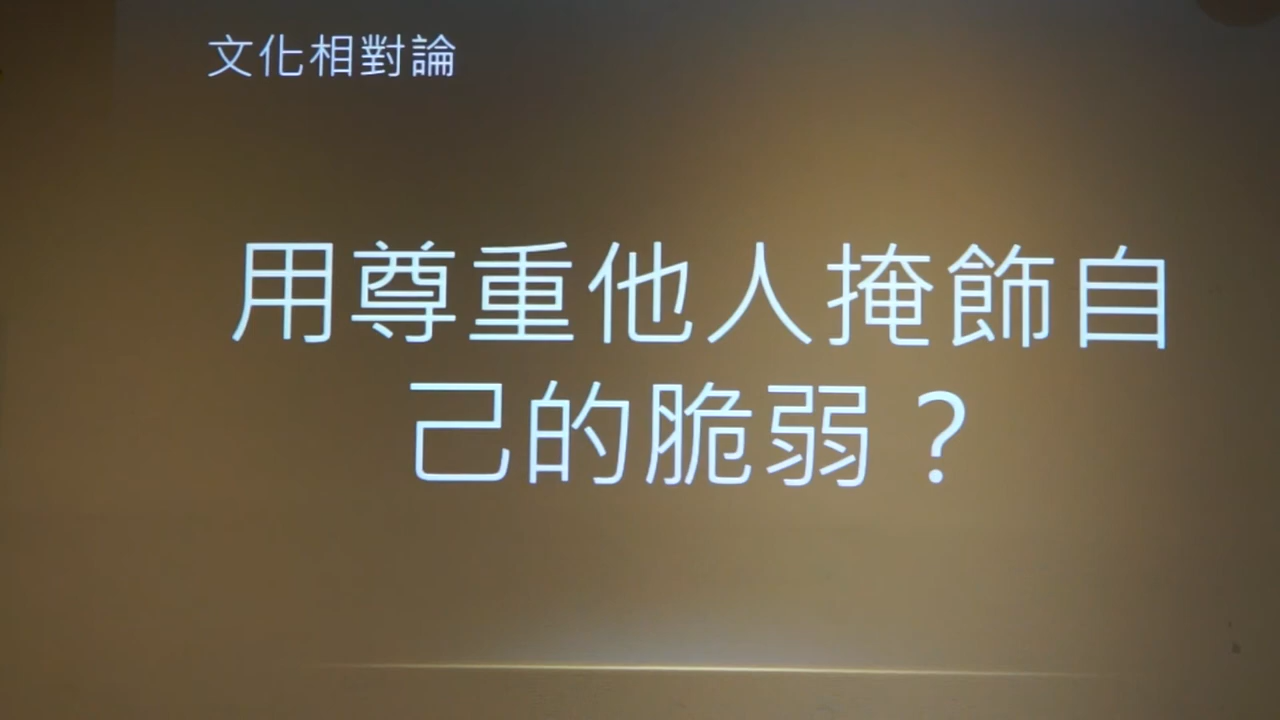 文化相對論
用尊重他人掩飾自
己的脆弱？